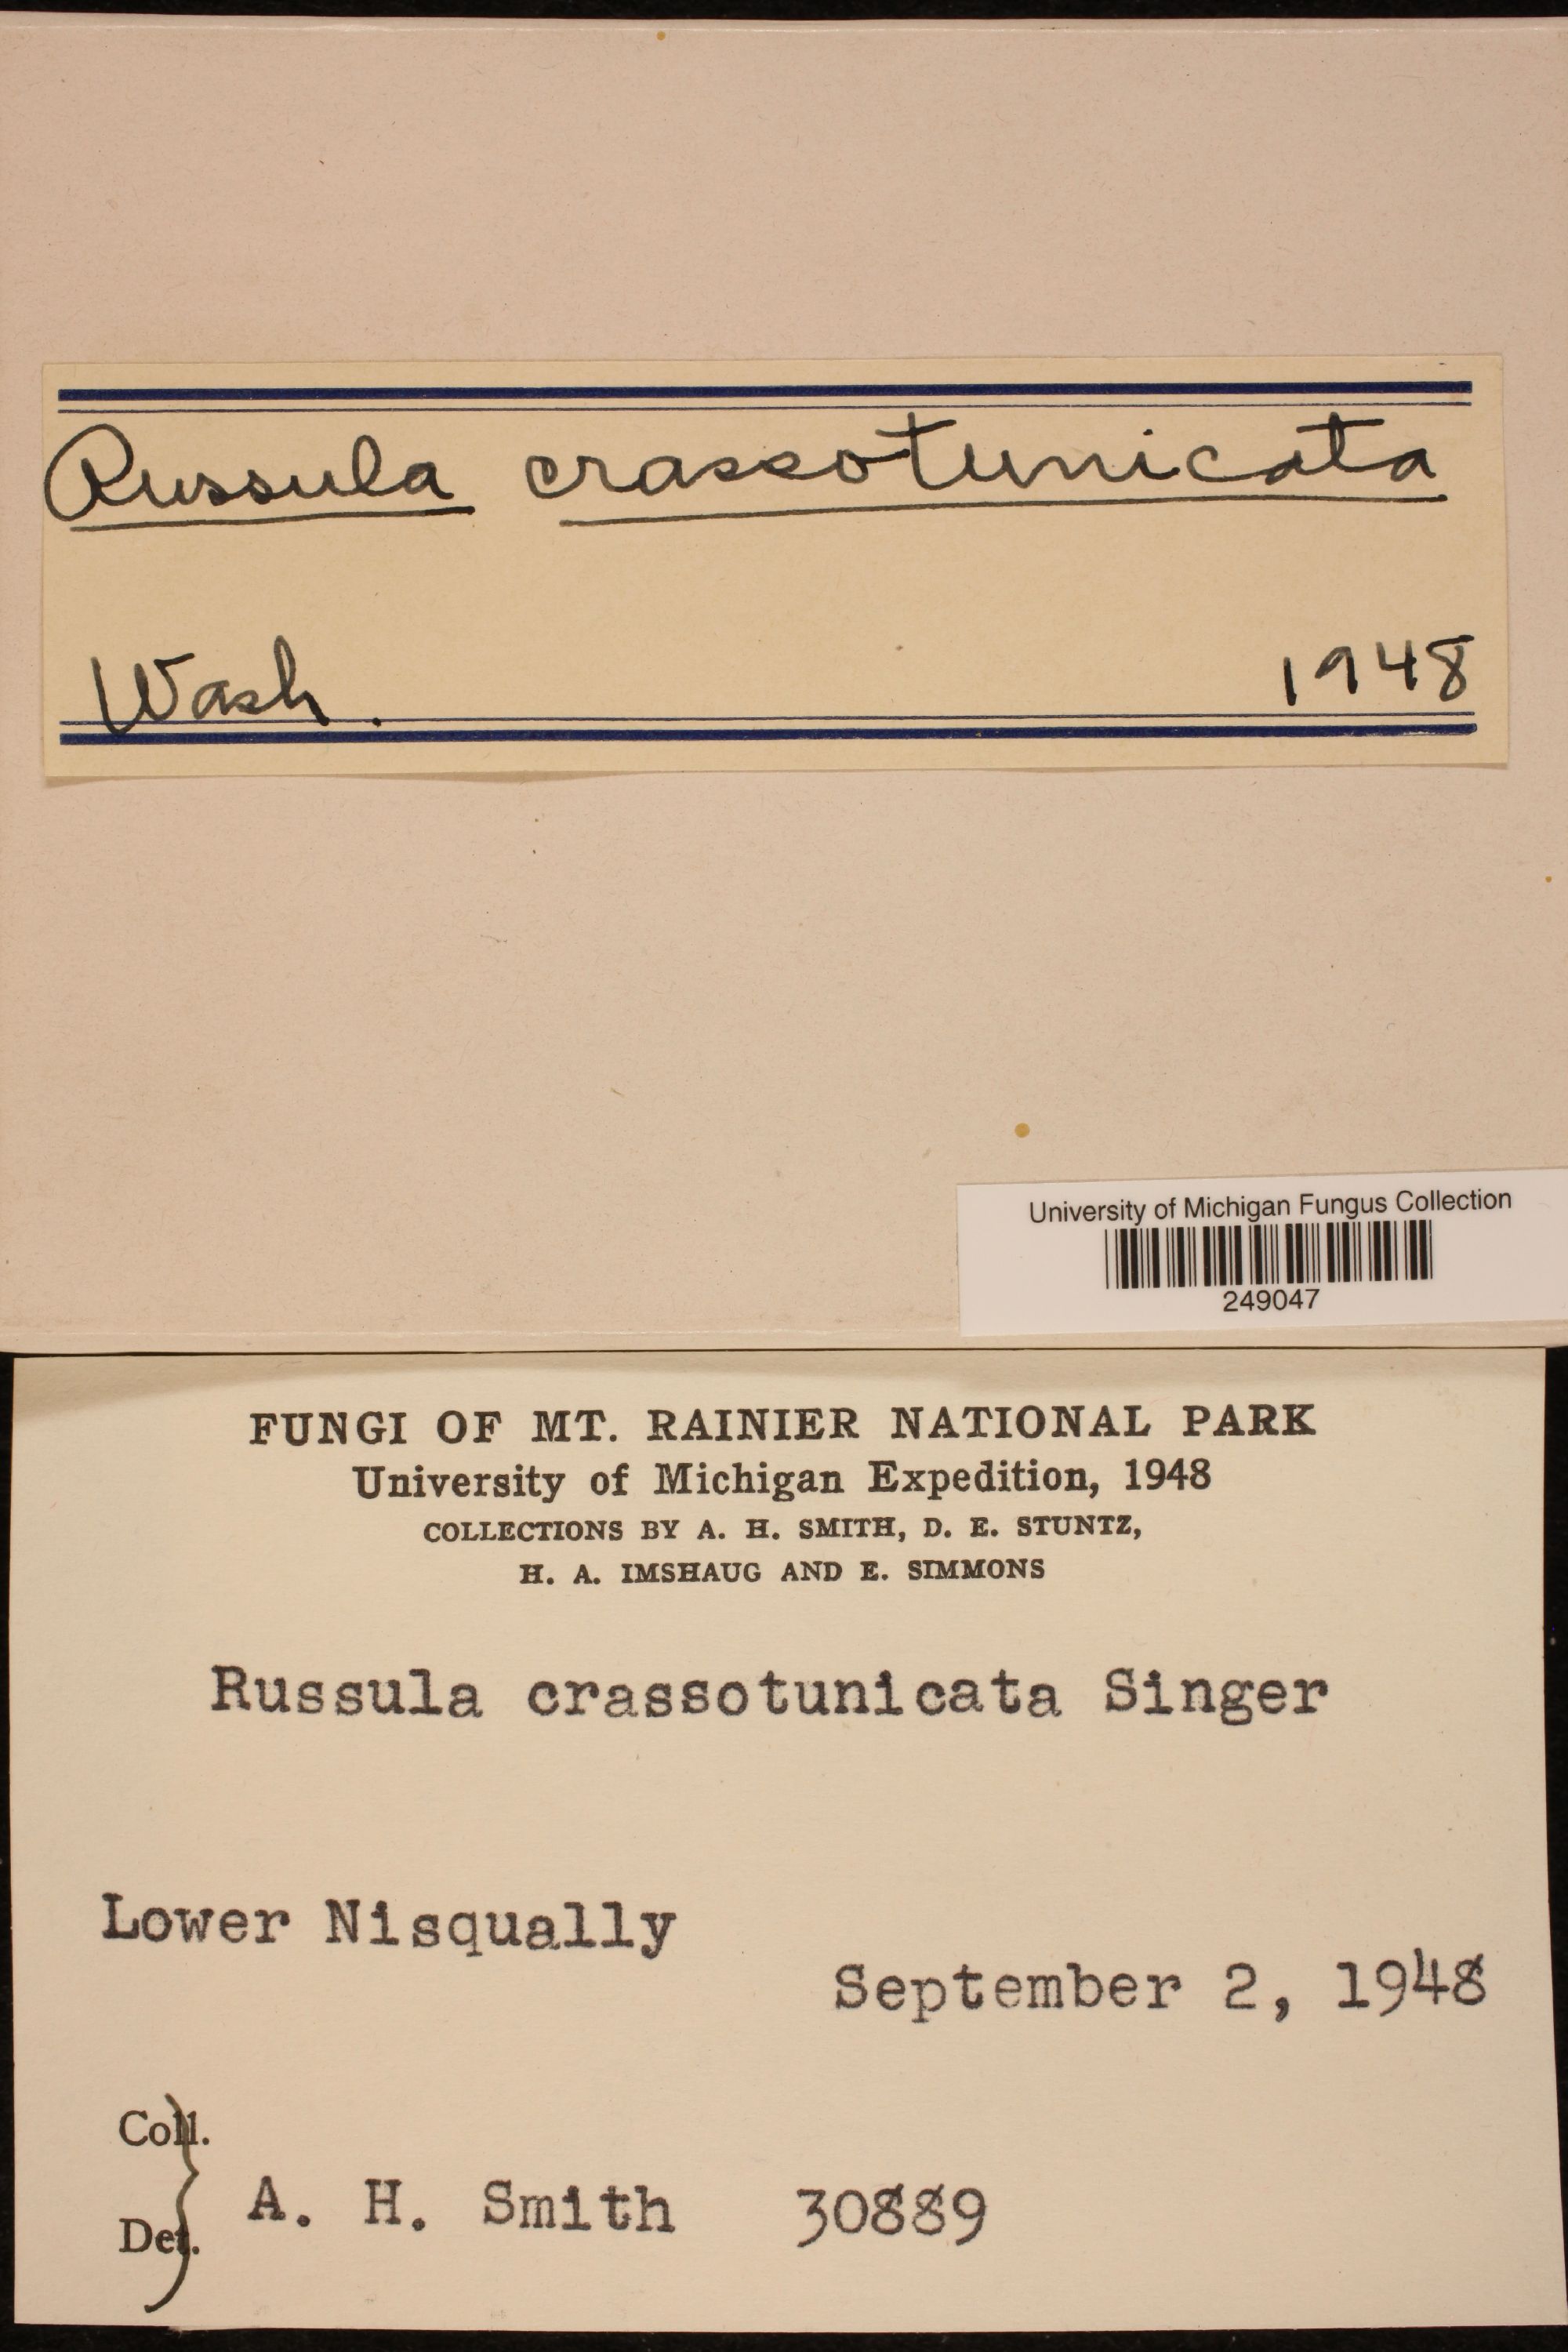 Russula crassotunicata
Wash. 1948
University of Michigan Fungus Collection
249047
FUNGI OF MT. RAINIER NATIONAL PARK
University of Michigan Expedition, 1948
COLLECTIONS BY A. H. SMITH, D. E. STUNTZ,
H. A. IMSHAUG AND E. SIMMONS
Russula crassotunicata Singer
Lower Nisqually
September 2, 1948
Coll.
A. H. Smith 30889
Det.